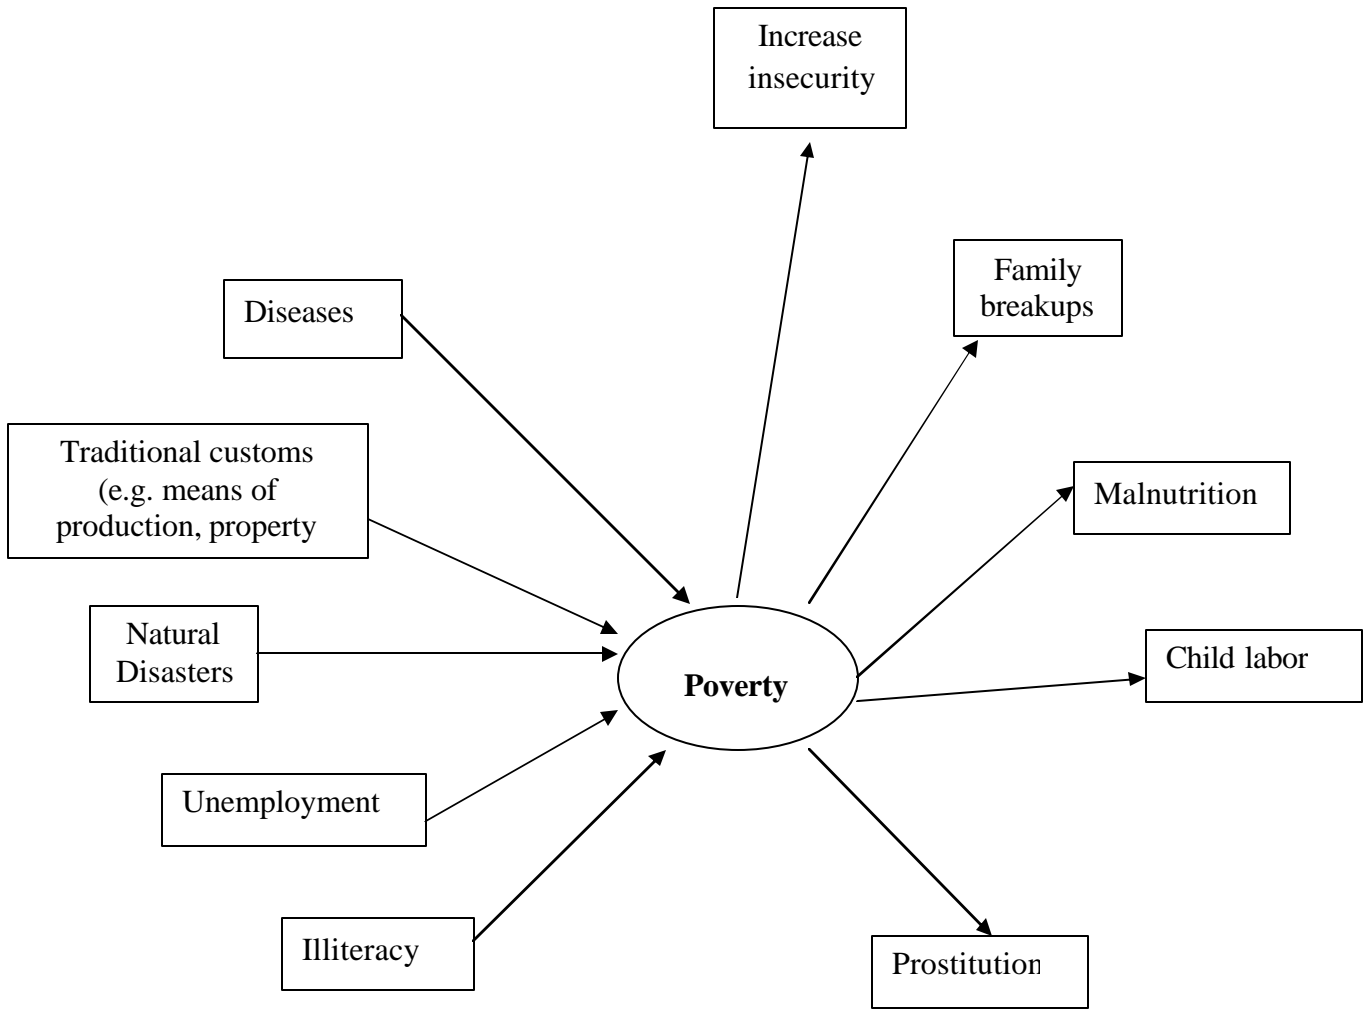 Increase
insecurity
Family
breakups
Diseases
Traditional customs
(e.g. means of
production, property
Malnutrition
Natural
Disasters
Poverty
Child labor
Unemployment
Illiteracy
Prostitution